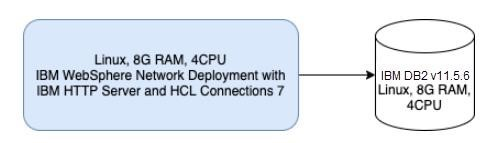 Linux, 8G RAM, 4CPU
IBM WebSphere Network Deployment with
IBM HTTP Server and HCL Connections 7
IBM DB2 v11.5.6
Linux, 8G RAM,
4CPU